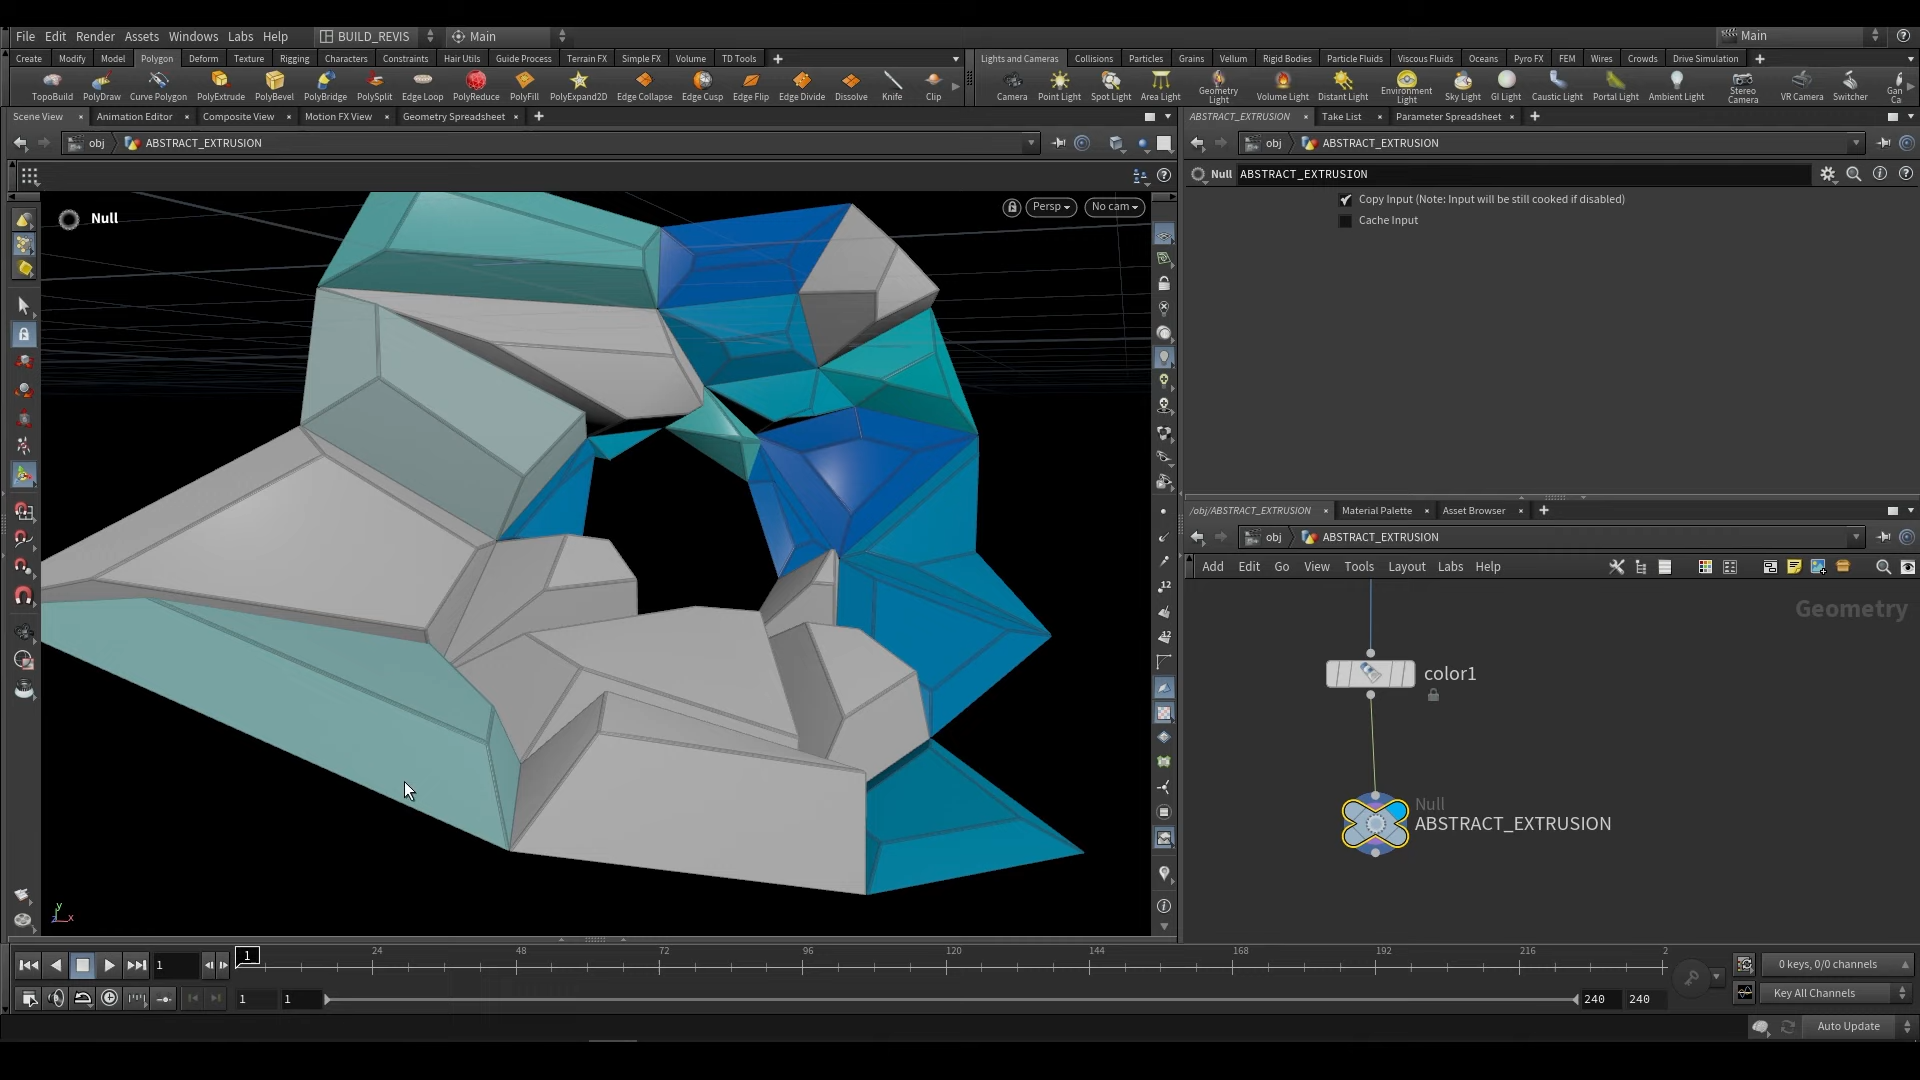 File Edit Render Assets Windows Labs Help BUILD_REVIS Main Main
Create Modify Model Polygon Deform Texture Rigging Characters Constraints Hair Utils Guide Process Terrain FX Simple FX Volume TD Tools
Lights and Cameras Collisions Particles Grains Vellum Rigid Bodies Particle Fluids Viscous Fluids Oceans Pyro FX FEM Wires Crowds Drive Simulation
TopoBuild PolyDraw Curve Polygon PolyExtrude PolyBevel PolyBridge PolySplit Edge Loop PolyReduce PolyFill PolyExpand2D Edge Collapse Edge Cusp Edge Flip Edge Divide Dissolve Knife Clip
Camera Point Light Spot Light Area Light Geometry Light Volume Light Distant Light Environment Light Sky Light GI Light Caustic Light Portal Light Ambient Light Stereo Camera VR Camera Switcher Gan Ca
Scene View Animation Editor Composite View Motion FX View Geometry Spreadsheet
obj ABSTRACT_EXTRUSION
Null
Persp No cam
12
12
y
z x
ABSTRACT_EXTRUSION Take List Parameter Spreadsheet
obj ABSTRACT_EXTRUSION
Null ABSTRACT_EXTRUSION
Copy Input (Note: Input will be still cooked if disabled)
Cache Input
/obj/ABSTRACT_EXTRUSION Material Palette Asset Browser
obj ABSTRACT_EXTRUSION
Add Edit Go View Tools Layout Labs Help
Geometry
color1
Null
ABSTRACT_EXTRUSION
1 1 24 48 72 96 120 144 168 192 216 2
0 keys, 0/0 channels
1 1 240 240
Key All Channels
Auto Update